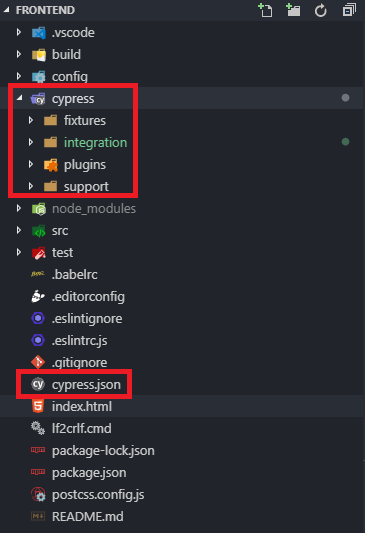 FRONTEND
.vscode
build
config
cypress
fixtures
integration
plugins
support
node_modules
src
test
.babelrc
.editorconfig
.eslintignore
.eslintrc.js
.gitignore
cypress.json
index.html
lf2crlf.cmd
package-lock.json
package.json
postcss.config.js
README.md